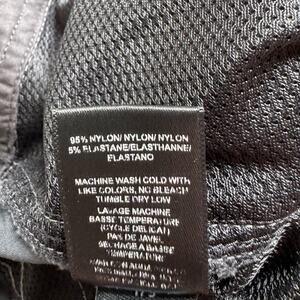 95% NYLON/ NYLON/ NYLON
5% ELASTANE/ELASTHANNE/
ELASTANO
MACHINE WASH COLD WITH
LIKE COLORS, NO BLEACH
TUMBLE DRY LOW
LAVAGE MACHINE
BASSE TEMPERATURE
(CYCLE DELICAT)
PAS DE JAVEL
SECHAGE A BASSE
TEMPERATURE